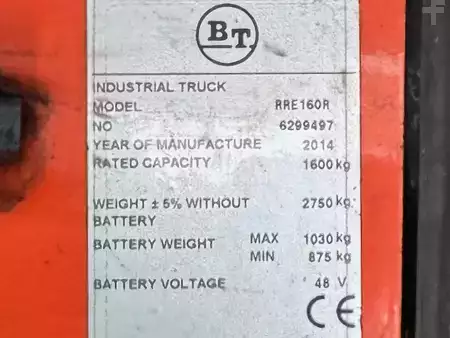 BT
INDUSTRIAL TRUCK
MODEL RRE160R
NO 6299497
YEAR OF MANUFACTURE 2014
RATED CAPACITY 1600 kg
WEIGHT ± 5% WITHOUT BATTERY 2750 kg.
BATTERY WEIGHT MAX 1030 kg
MIN 875 kg
BATTERY VOLTAGE 48 V
CE